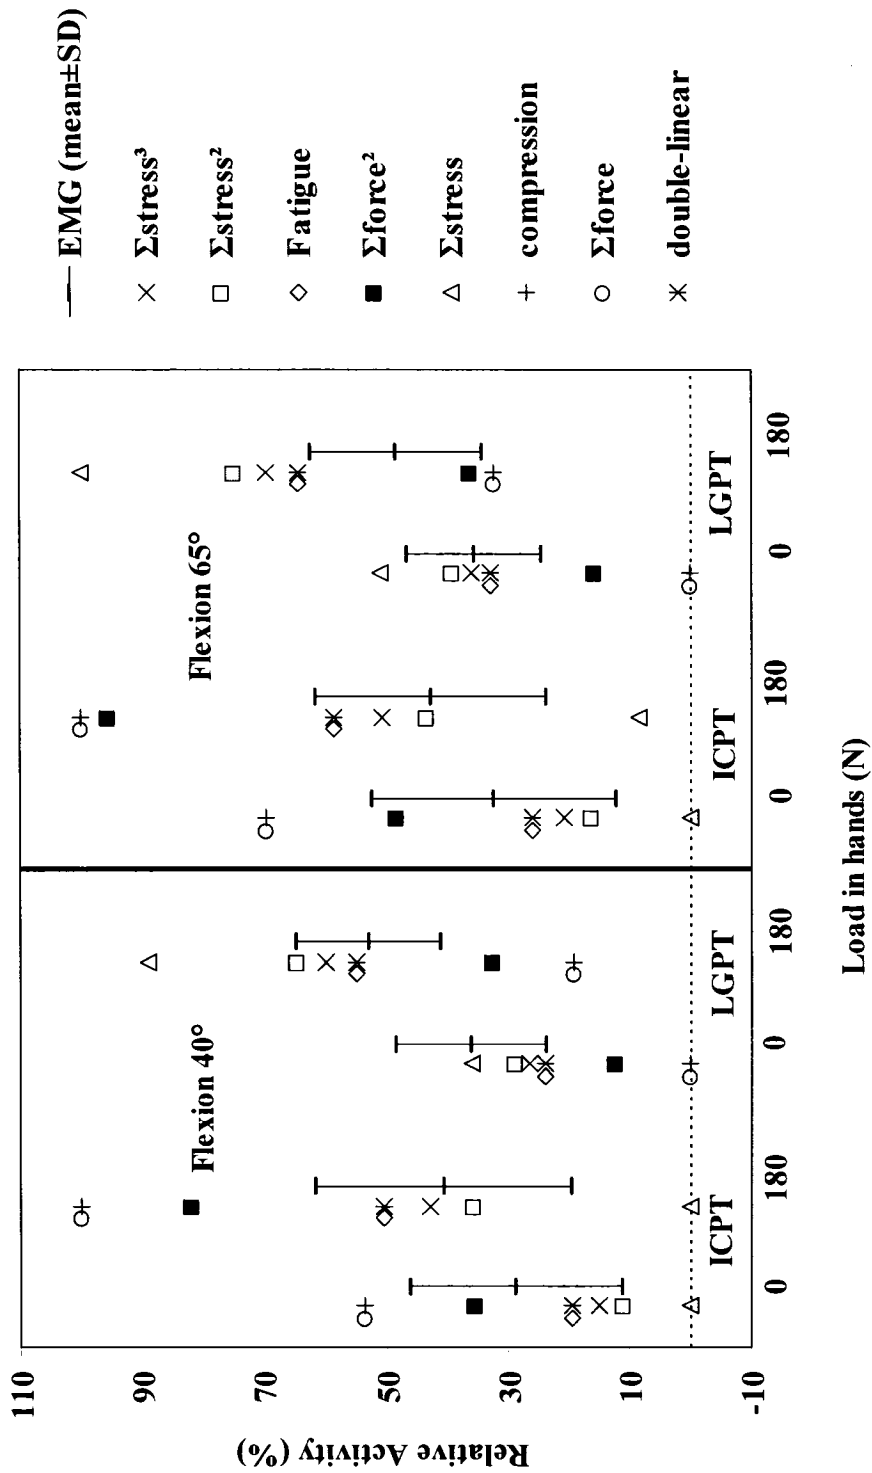 110
90
70
50
30
10
-10
Relative Activity (%)
Flexion 40°
Flexion 65°
ICPT
LGPT
ICPT
LGPT
0
180
0
180
0
180
0
180
Load in hands (N)
EMG (mean±SD)
Σstress³
Σstress²
Fatigue
Σforce²
Σstress
compression
Σforce
double-linear